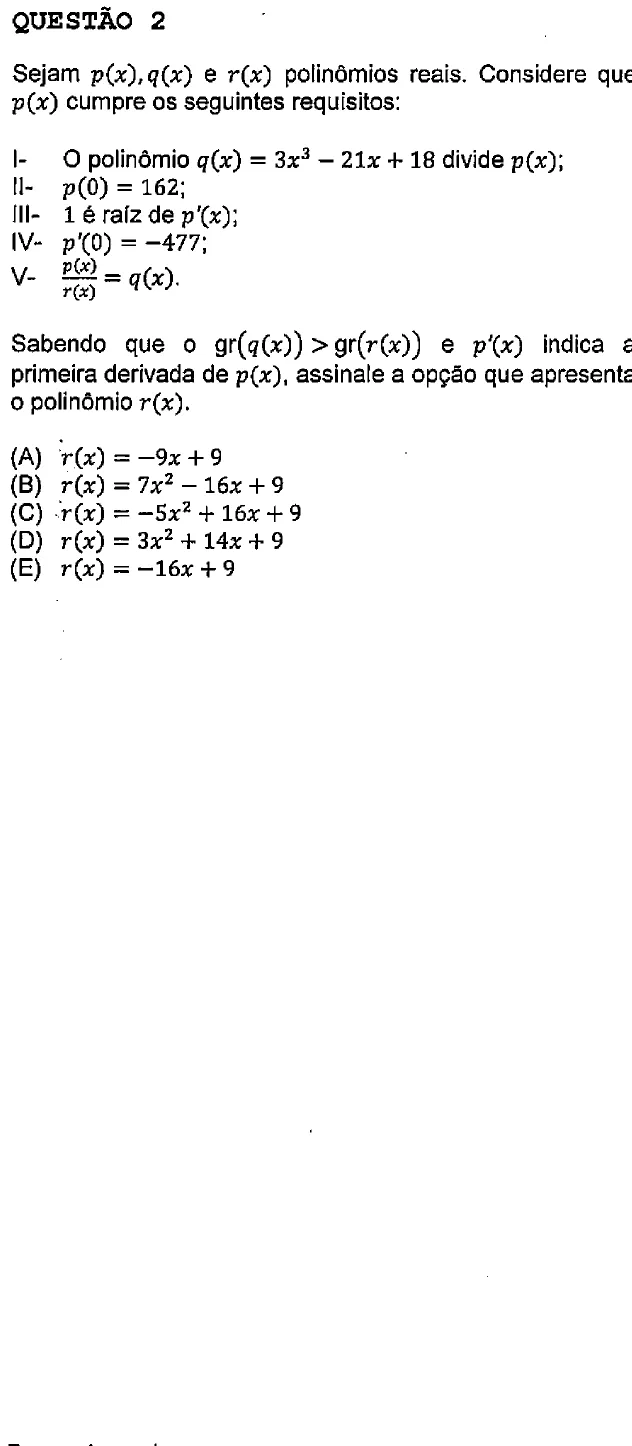 QUESTÃO 2
Sejam p(x), q(x) e r(x) polinômios reais. Considere que
p(x) cumpre os seguintes requisitos:
I- O polinômio q(x) = 3x³ − 21x + 18 divide p(x);
II- p(0) = 162;
III- 1 é raíz de p'(x);
IV- p'(0) = −477;
V- p(x)/r(x) = q(x).
Sabendo que o gr(q(x)) > gr(r(x)) e p'(x) indica a
primeira derivada de p(x), assinale a opção que apresenta
o polinômio r(x).
(A) r(x) = −9x + 9
(B) r(x) = 7x² − 16x + 9
(C) r(x) = −5x² + 16x + 9
(D) r(x) = 3x² + 14x + 9
(E) r(x) = −16x + 9